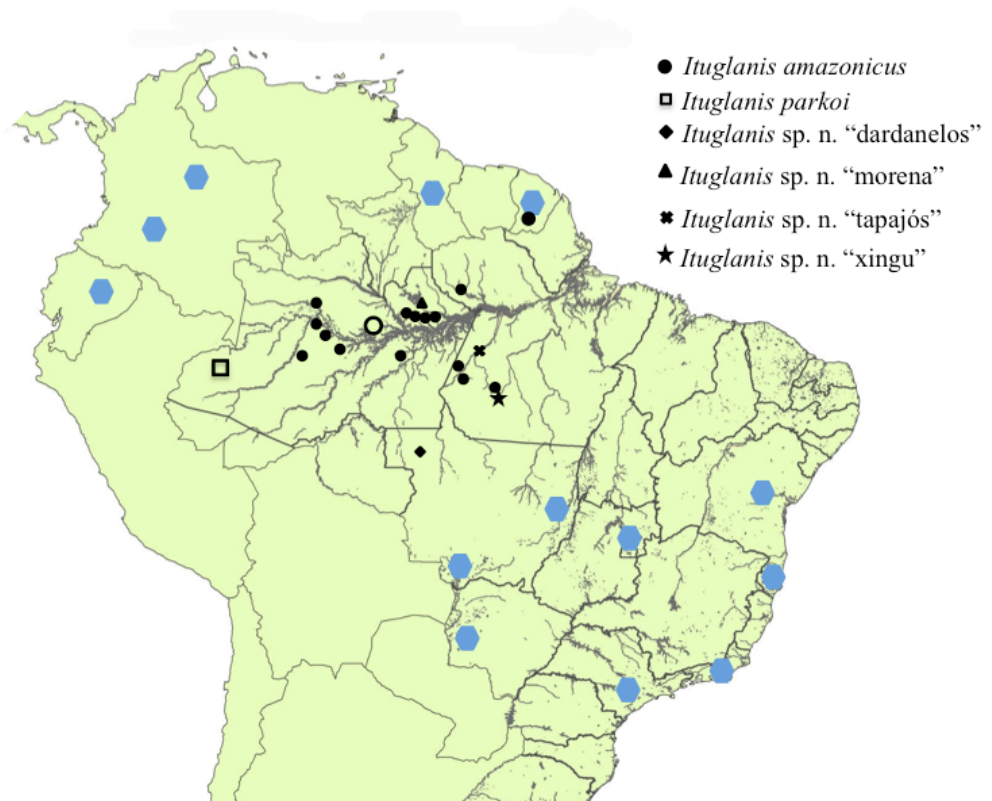 Ituglanis amazonicus
Ituglanis parkoi
Ituglanis sp. n. “dardanelos”
Ituglanis sp. n. “morena”
Ituglanis sp. n. “tapajós”
Ituglanis sp. n. “xingu”